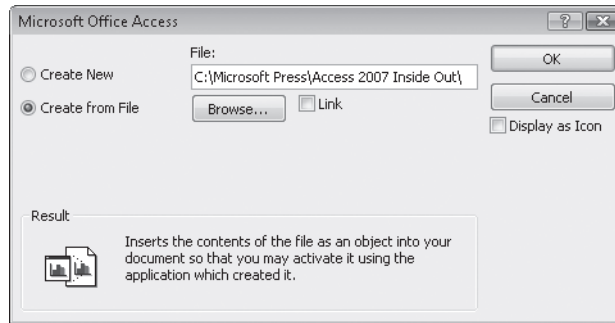 Microsoft Office Access
File:
Create New
C:\Microsoft Press\Access 2007 Inside Out\
OK
Create from File
Browse...
Link
Cancel
Display as Icon
Result
Inserts the contents of the file as an object into your
document so that you may activate it using the
application which created it.